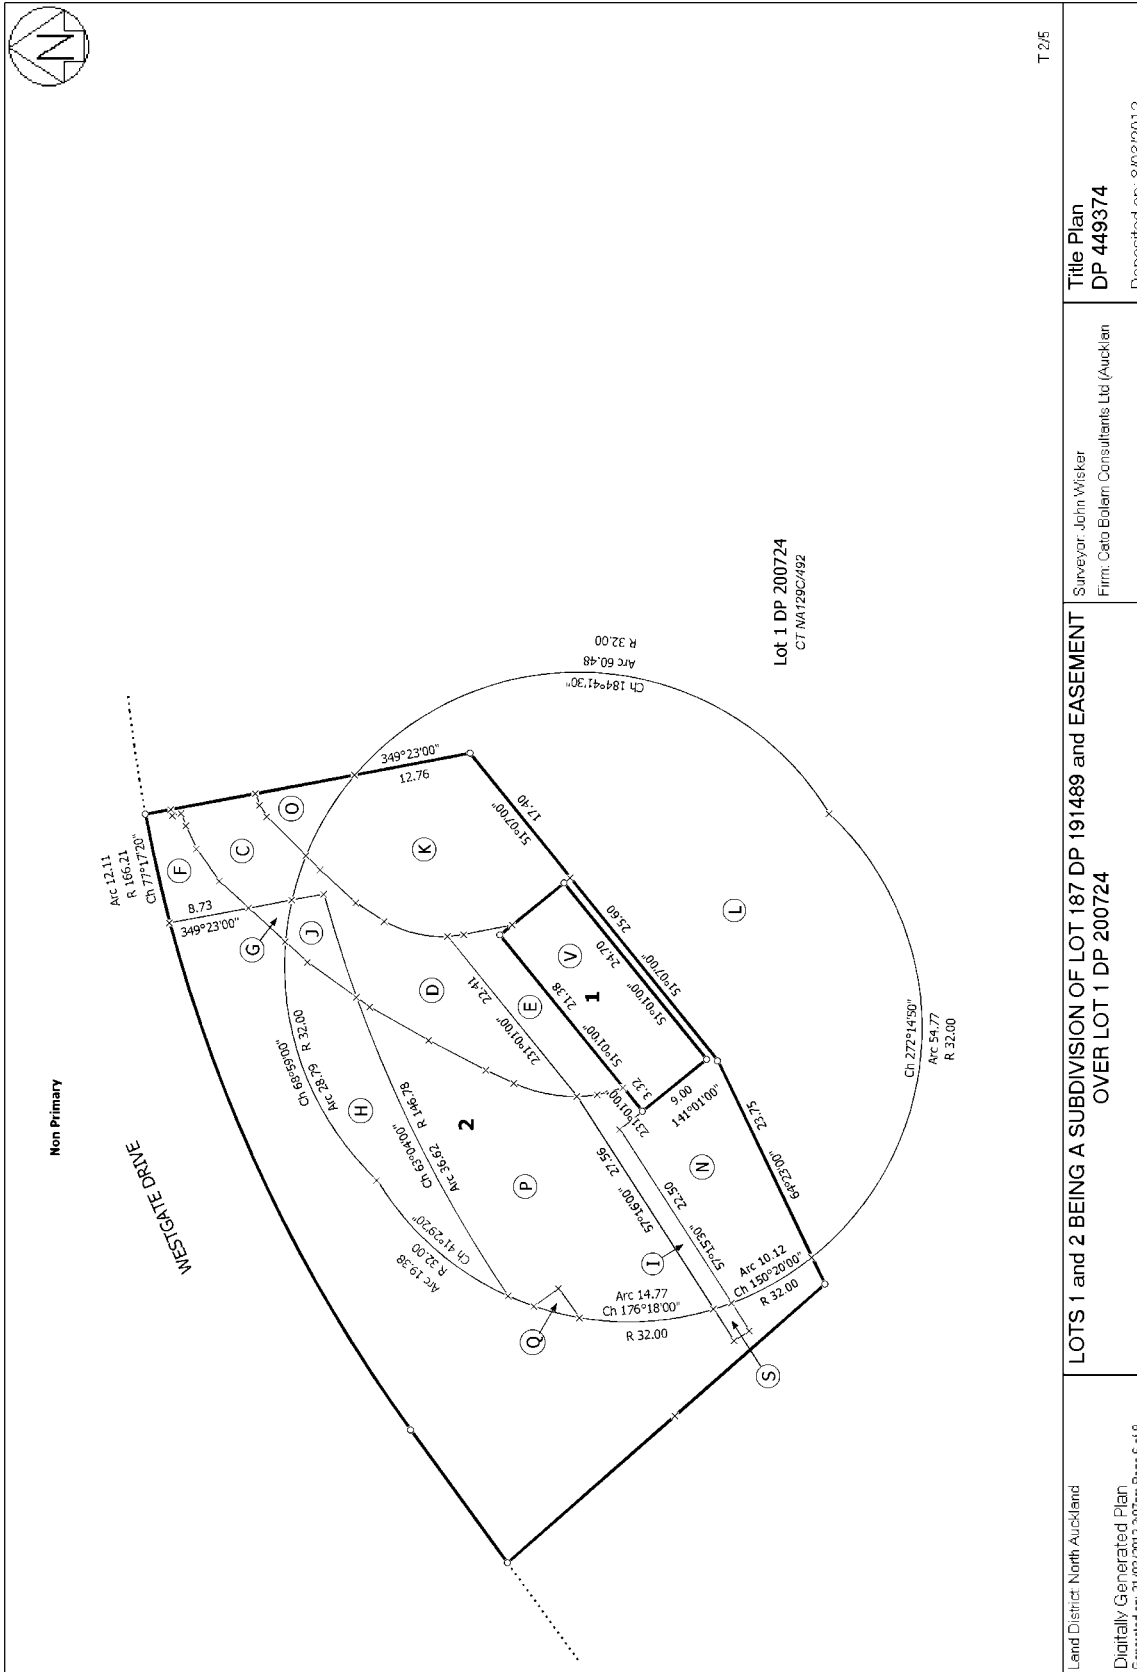 N
T 2/5
Non Primary
WESTGATE DRIVE
Arc 12.11
R 166.21
Ch 77°17'20"
F
C
O
8.73
349°23'00"
G
J
349°23'00"
12.76
K
Ch 184°41'30"
Arc 60.48
R 32.00
Lot 1 DP 200724
CT NA129C/492
Ch 68°59'00"
Arc 28.79 R 32.00
H
D
22.41
231°01'00"
E
V
51°07'00"
17.40
25.60
51°07'00"
24.70
51°01'00"
21.38
51°01'00"
1
L
Ch 63°04'00" R 146.78
Arc 36.62
2
P
Ch 41°29'20"
R 32.00
Arc 19.38
3.32
231°01'00"
9.00
141°01'00"
57°16'00" 27.56
22.50
57°15'30"
N
23.75
64°23'00"
I
Ch 272°14'50"
Arc 54.77
R 32.00
Arc 14.77
Ch 176°18'00"
R 32.00
Arc 10.12
Ch 150°20'00"
R 32.00
Q
S
Land District: North Auckland
Digitally Generated Plan
LOTS 1 and 2 BEING A SUBDIVISION OF LOT 187 DP 191489 and EASEMENT
OVER LOT 1 DP 200724
Surveyor: John Wisker
Firm: Cato Bolam Consultants Ltd (Aucklan
Title Plan
DP 449374